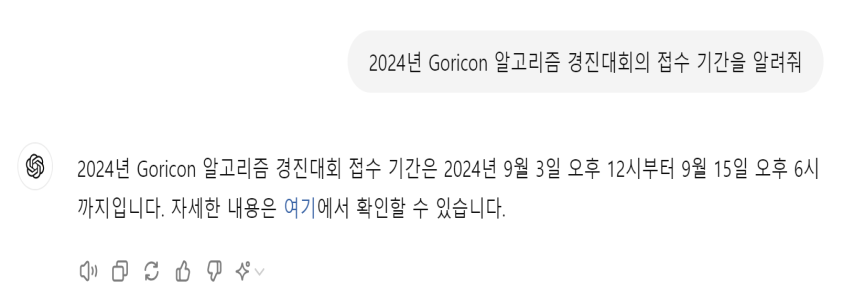 2024년 Goricon 알고리즘 경진대회의 접수 기간을 알려줘
2024년 Goricon 알고리즘 경진대회 접수 기간은 2024년 9월 3일 오후 12시부터 9월 15일 오후 6시
까지입니다. 자세한 내용은 여기에서 확인할 수 있습니다.